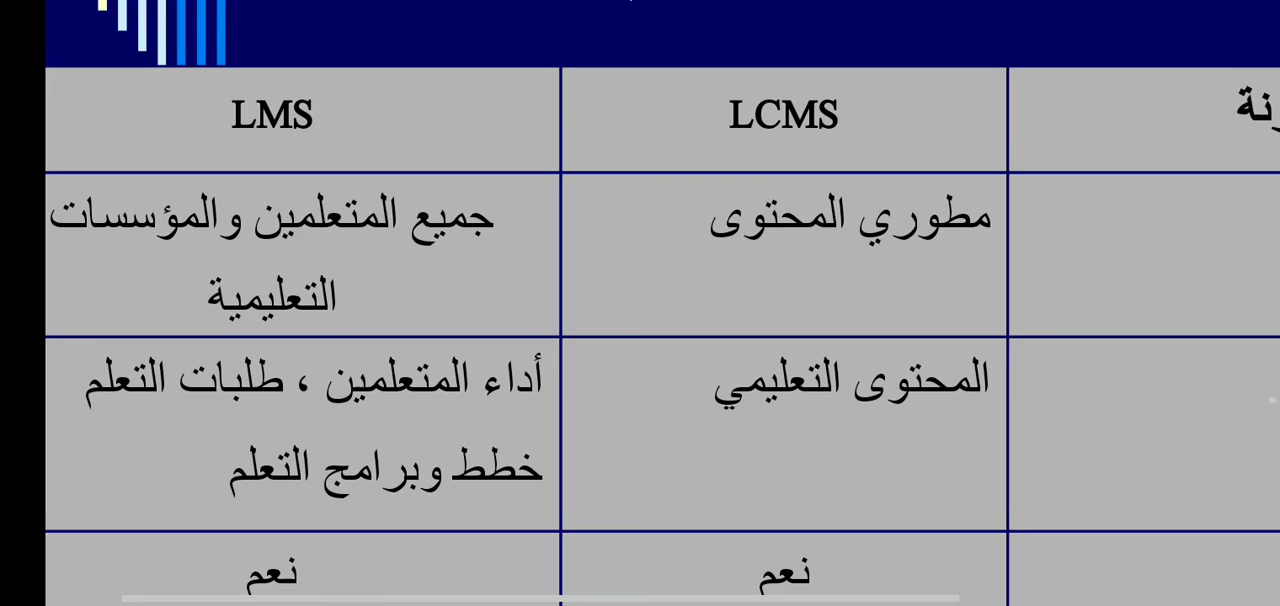 LCMS
LMS
مطوري المحتوى
جميع المتعلمين والمؤسسات
التعليمية
المحتوى التعليمي
أداء المتعلمين ، طلبات التعلم
خطط وبرامج التعلم
نعم
نعم